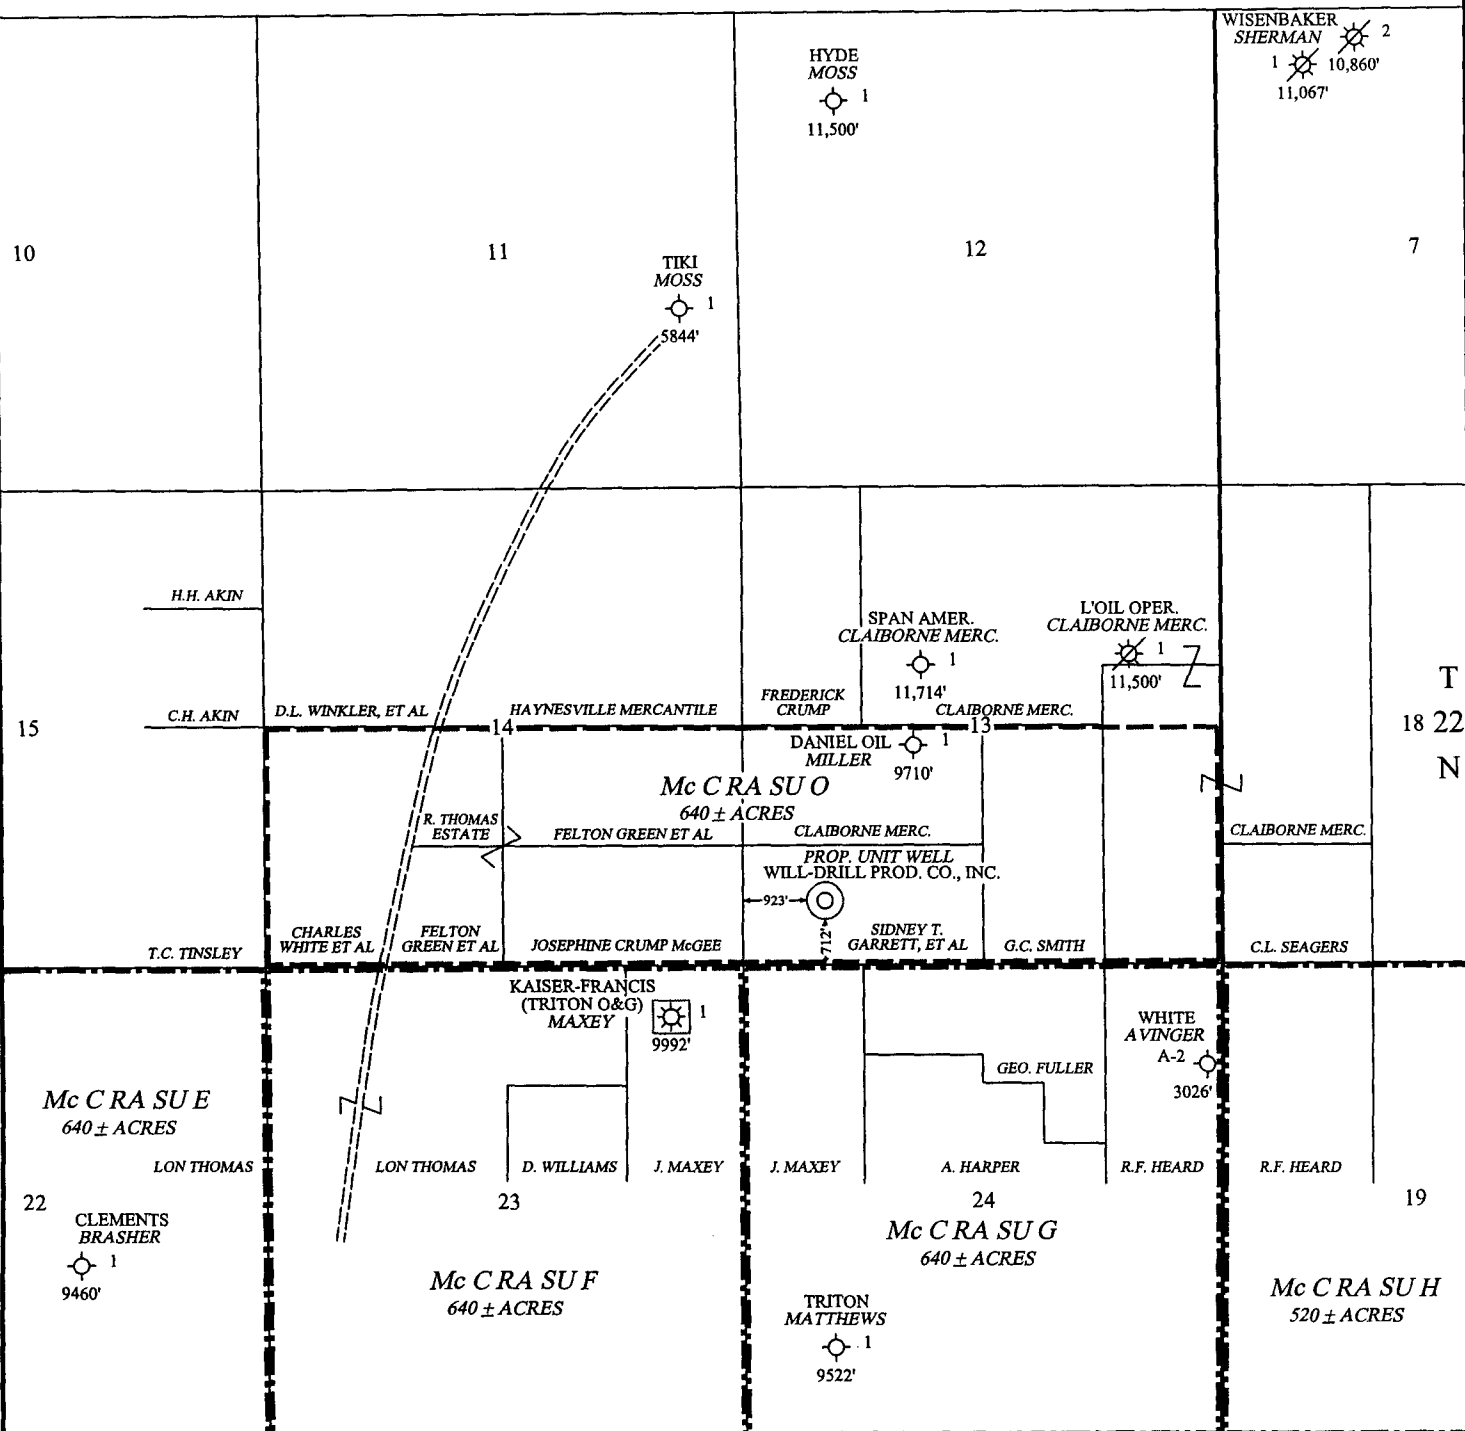 WISENBAKER
SHERMAN
2
1
10,860'
11,067'
HYDE
MOSS
1
11,500'
10
11
12
7
TIKI
MOSS
1
5844'
H.H. AKIN
SPAN AMER.
CLAIBORNE MERC.
1
11,714'
L'OIL OPER.
CLAIBORNE MERC.
1
11,500'
T
22
N
C.H. AKIN
D.L. WINKLER, ET AL
HAYNESVILLE MERCANTILE
FREDERICK
CRUMP
CLAIBORNE MERC.
15
14
13
18
DANIEL OIL
MILLER
1
9710'
Mc C RA SU O
640 ± ACRES
R. THOMAS
ESTATE
FELTON GREEN ET AL
CLAIBORNE MERC.
CLAIBORNE MERC.
PROP. UNIT WELL
WILL-DRILL PROD. CO., INC.
923'
712'
T.C. TINSLEY
CHARLES
WHITE ET AL
FELTON
GREEN ET AL
JOSEPHINE CRUMP McGEE
SIDNEY T.
GARRETT, ET AL
G.C. SMITH
C.L. SEAGERS
KAISER-FRANCIS
(TRITON O&G)
MAXEY
1
9992'
WHITE
AVINGER
A-2
3026'
GEO. FULLER
Mc C RA SU E
640 ± ACRES
LON THOMAS
LON THOMAS
D. WILLIAMS
J. MAXEY
J. MAXEY
A. HARPER
R.F. HEARD
R.F. HEARD
22
23
24
19
CLEMENTS
BRASHER
1
9460'
Mc C RA SU F
640 ± ACRES
Mc C RA SU G
640 ± ACRES
Mc C RA SU H
520 ± ACRES
TRITON
MATTHEWS
1
9522'